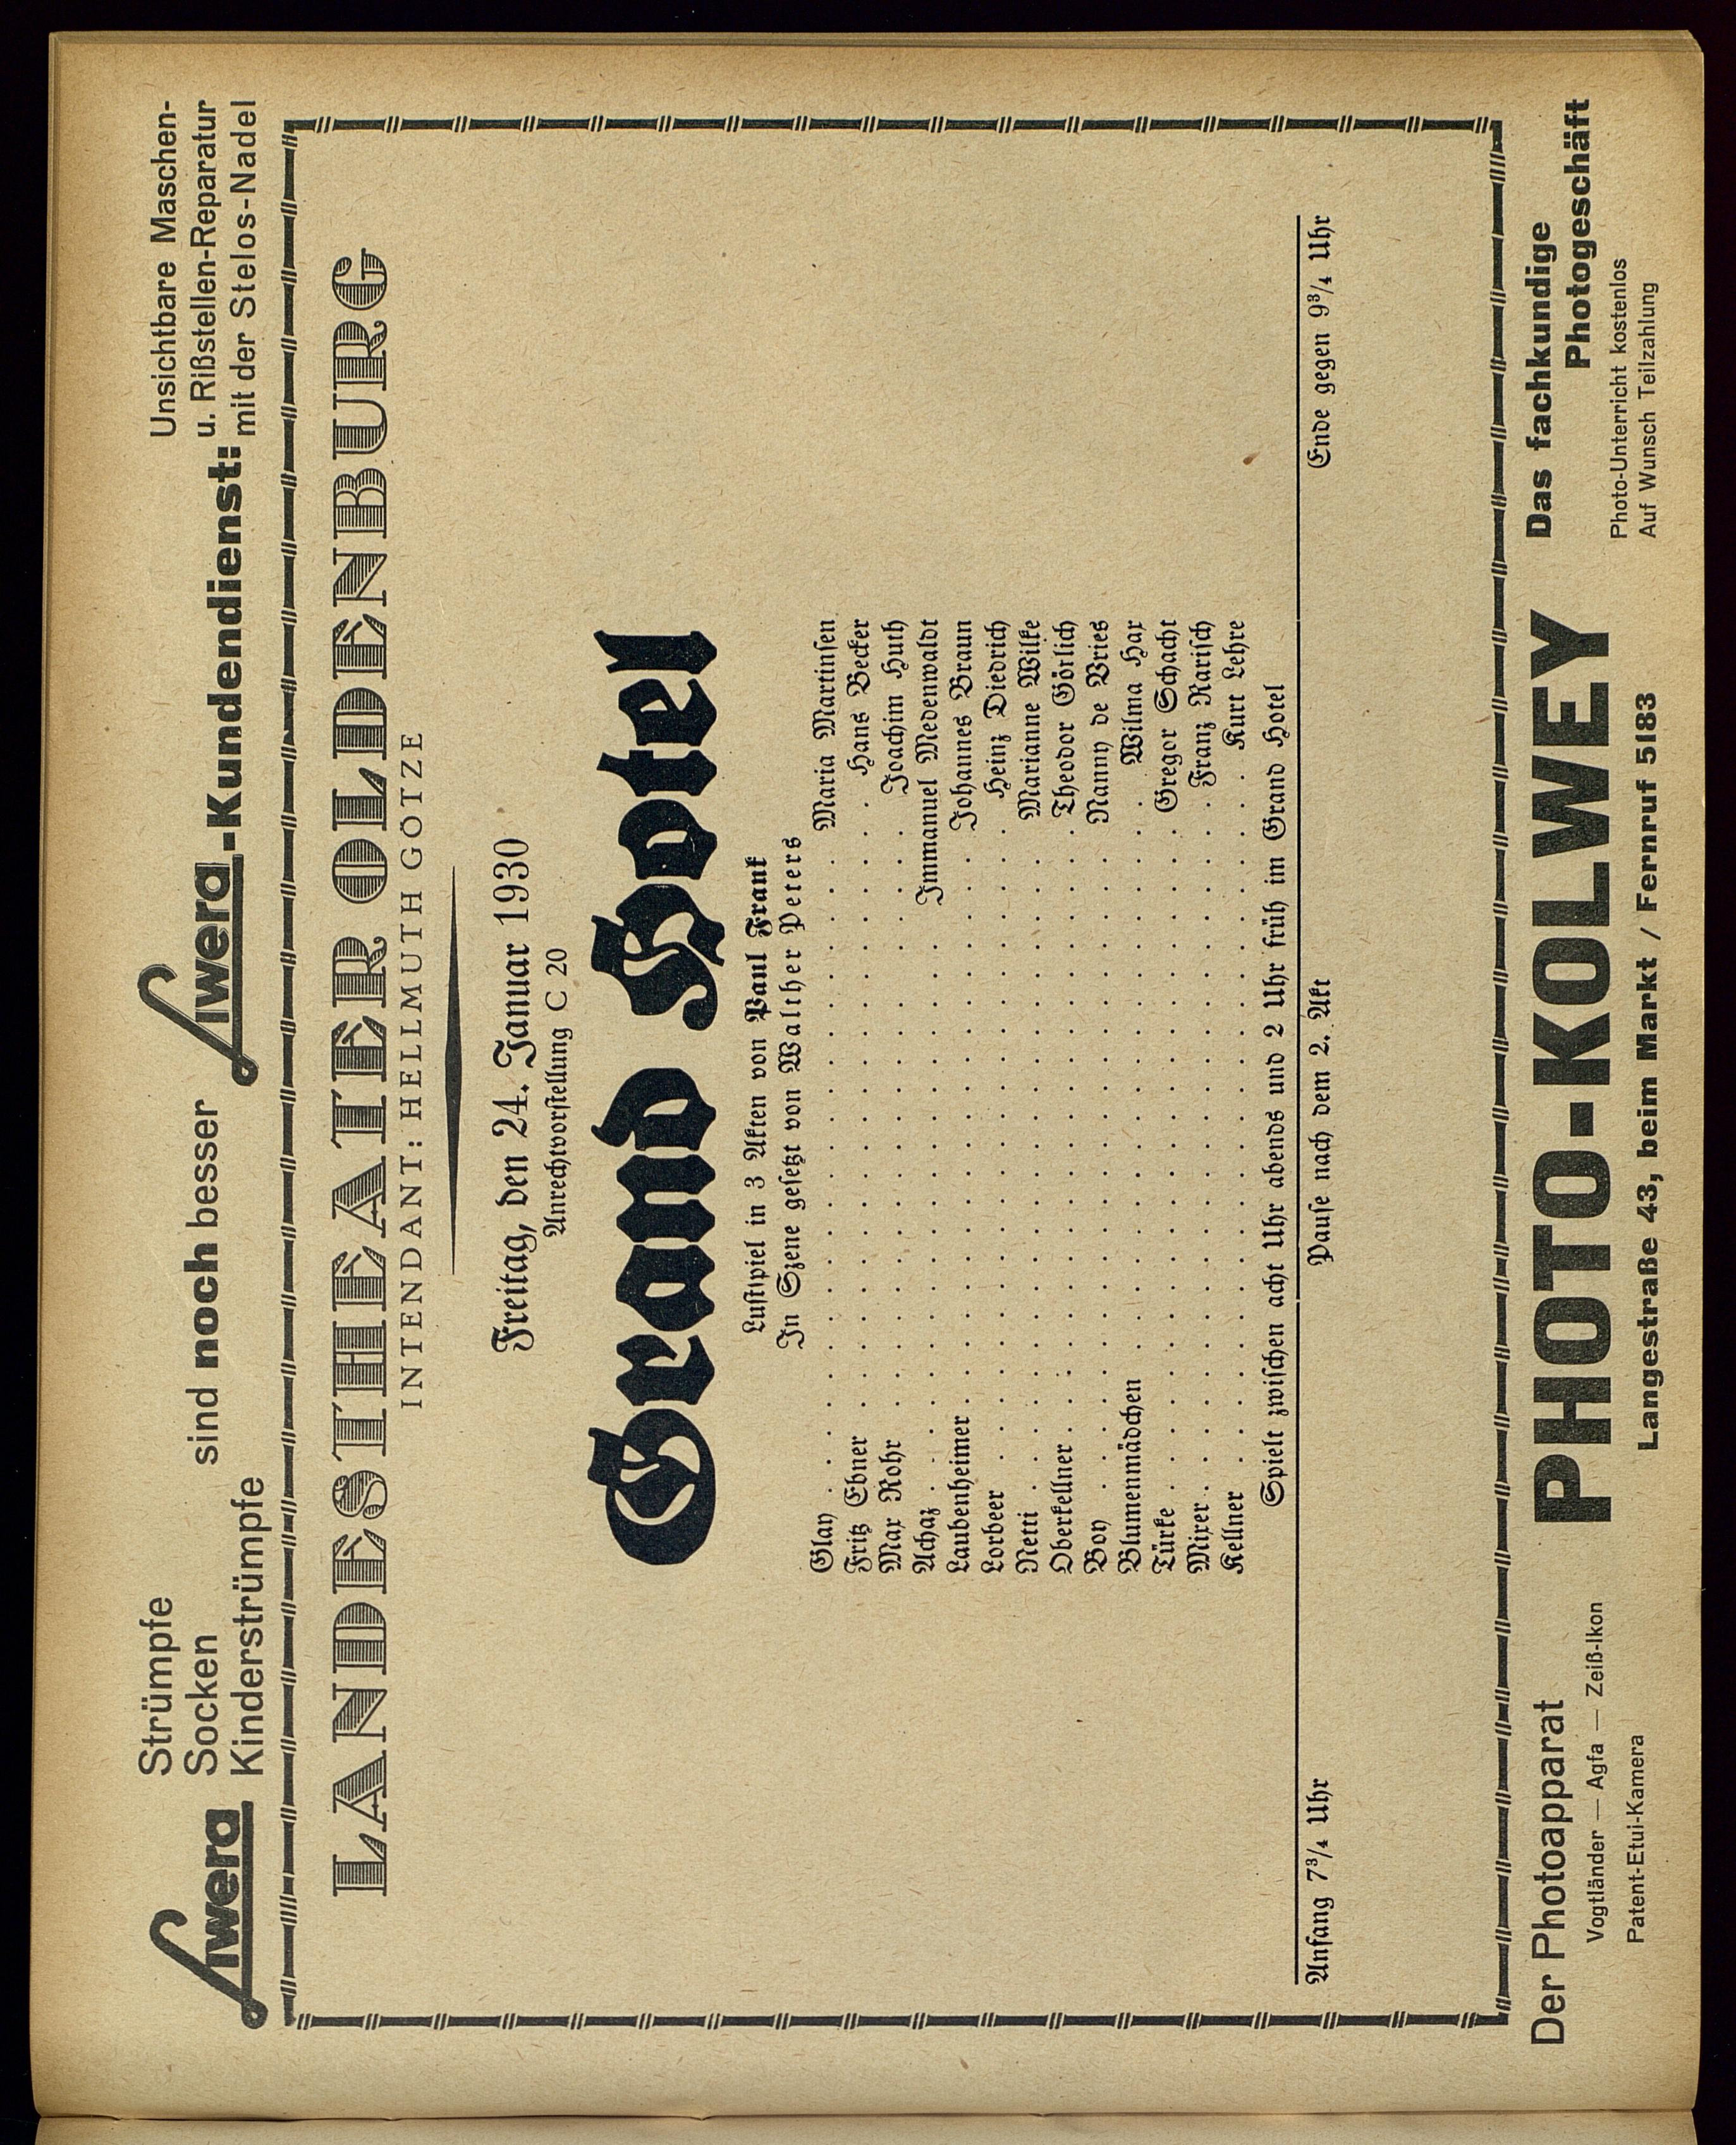 Siwera Strümpfe
Socken
Kinderstrümpfe
sind noch besser
Siwera-Kundendienst:
Unsichtbare Maschen-
u. Rißstellen-Reparatur
mit der Stelos-Nadel
LANDESTHEATER OLDENBURG
INTENDANT: HELLMUTH GÖTZE
Freitag, den 24. Januar 1930
Anrechtvorstellung C 20
Grand Hotel
Lustspiel in 3 Akten von Paul Frank
In Szene gesetzt von Walther Peters
Glay . . . Maria Martinsen
Fritz Ebner . . . Hans Becker
Max Rohr . . . Joachim Huth
Achaz . . . Immanuel Medenwaldt
Laubenheimer . . . Johannes Braun
Lorbeer . . . Heinz Diedrich
Netti . . . Marianne Wilke
Oberkellner . . . Theodor Görlich
Boy . . . Nanny de Vries
Blumenmädchen . . . Wilma Hax
Türke . . . Gregor Schacht
Mixer . . . Franz Rarisch
Kellner . . . Kurt Lehre
Spielt zwischen acht Uhr abends und 2 Uhr früh im Grand Hotel
Anfang 7¾ Uhr Pause nach dem 2. Akt Ende gegen 9¾ Uhr
Der Photoapparat
Vogtländer — Agfa — Zeiß-Ikon
Patent-Etui-Kamera
PHOTO-KOLWEY
Langestraße 43, beim Markt / Fernruf 5183
Das fachkundige
Photogeschäft
Photo-Unterricht kostenlos
Auf Wunsch Teilzahlung